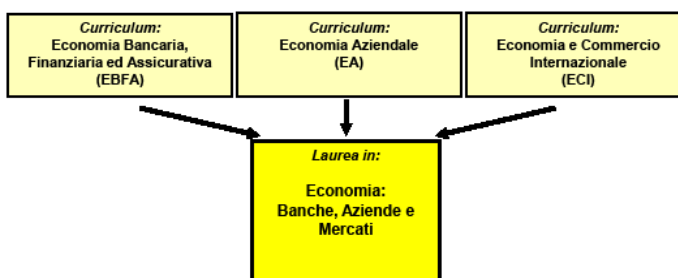 Curriculum:
Economia Bancaria,
Finanziaria ed Assicurativa
(EBFA)
Curriculum:
Economia Aziendale
(EA)
Curriculum:
Economia e Commercio
Internazionale
(ECI)
Laurea in:
Economia:
Banche, Aziende e
Mercati